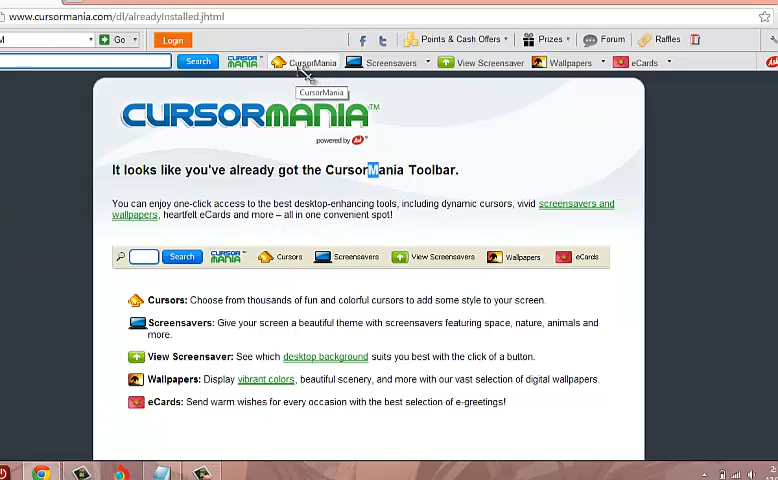 www.cursormania.com/dl/alreadyInstalled.jhtml
M Go Login Points & Cash Offers Prizes Forum Raffles
Search CURSOR MANIA CursorMania Screensavers View Screensaver Wallpapers eCards Ask
CursorMania
CURSORMANIA™
powered by Ask®
It looks like you've already got the CursorMania Toolbar.
You can enjoy one-click access to the best desktop-enhancing tools, including dynamic cursors, vivid screensavers and
wallpapers, heartfelt eCards and more – all in one convenient spot!
Search CURSOR MANIA™ Cursors Screensavers View Screensavers Wallpapers eCards
Cursors: Choose from thousands of fun and colorful cursors to add some style to your screen.
Screensavers: Give your screen a beautiful theme with screensavers featuring space, nature, animals and
more.
View Screensaver: See which desktop background suits you best with the click of a button.
Wallpapers: Display vibrant colors, beautiful scenery, and more with our vast selection of digital wallpapers.
eCards: Send warm wishes for every occasion with the best selection of e-greetings!